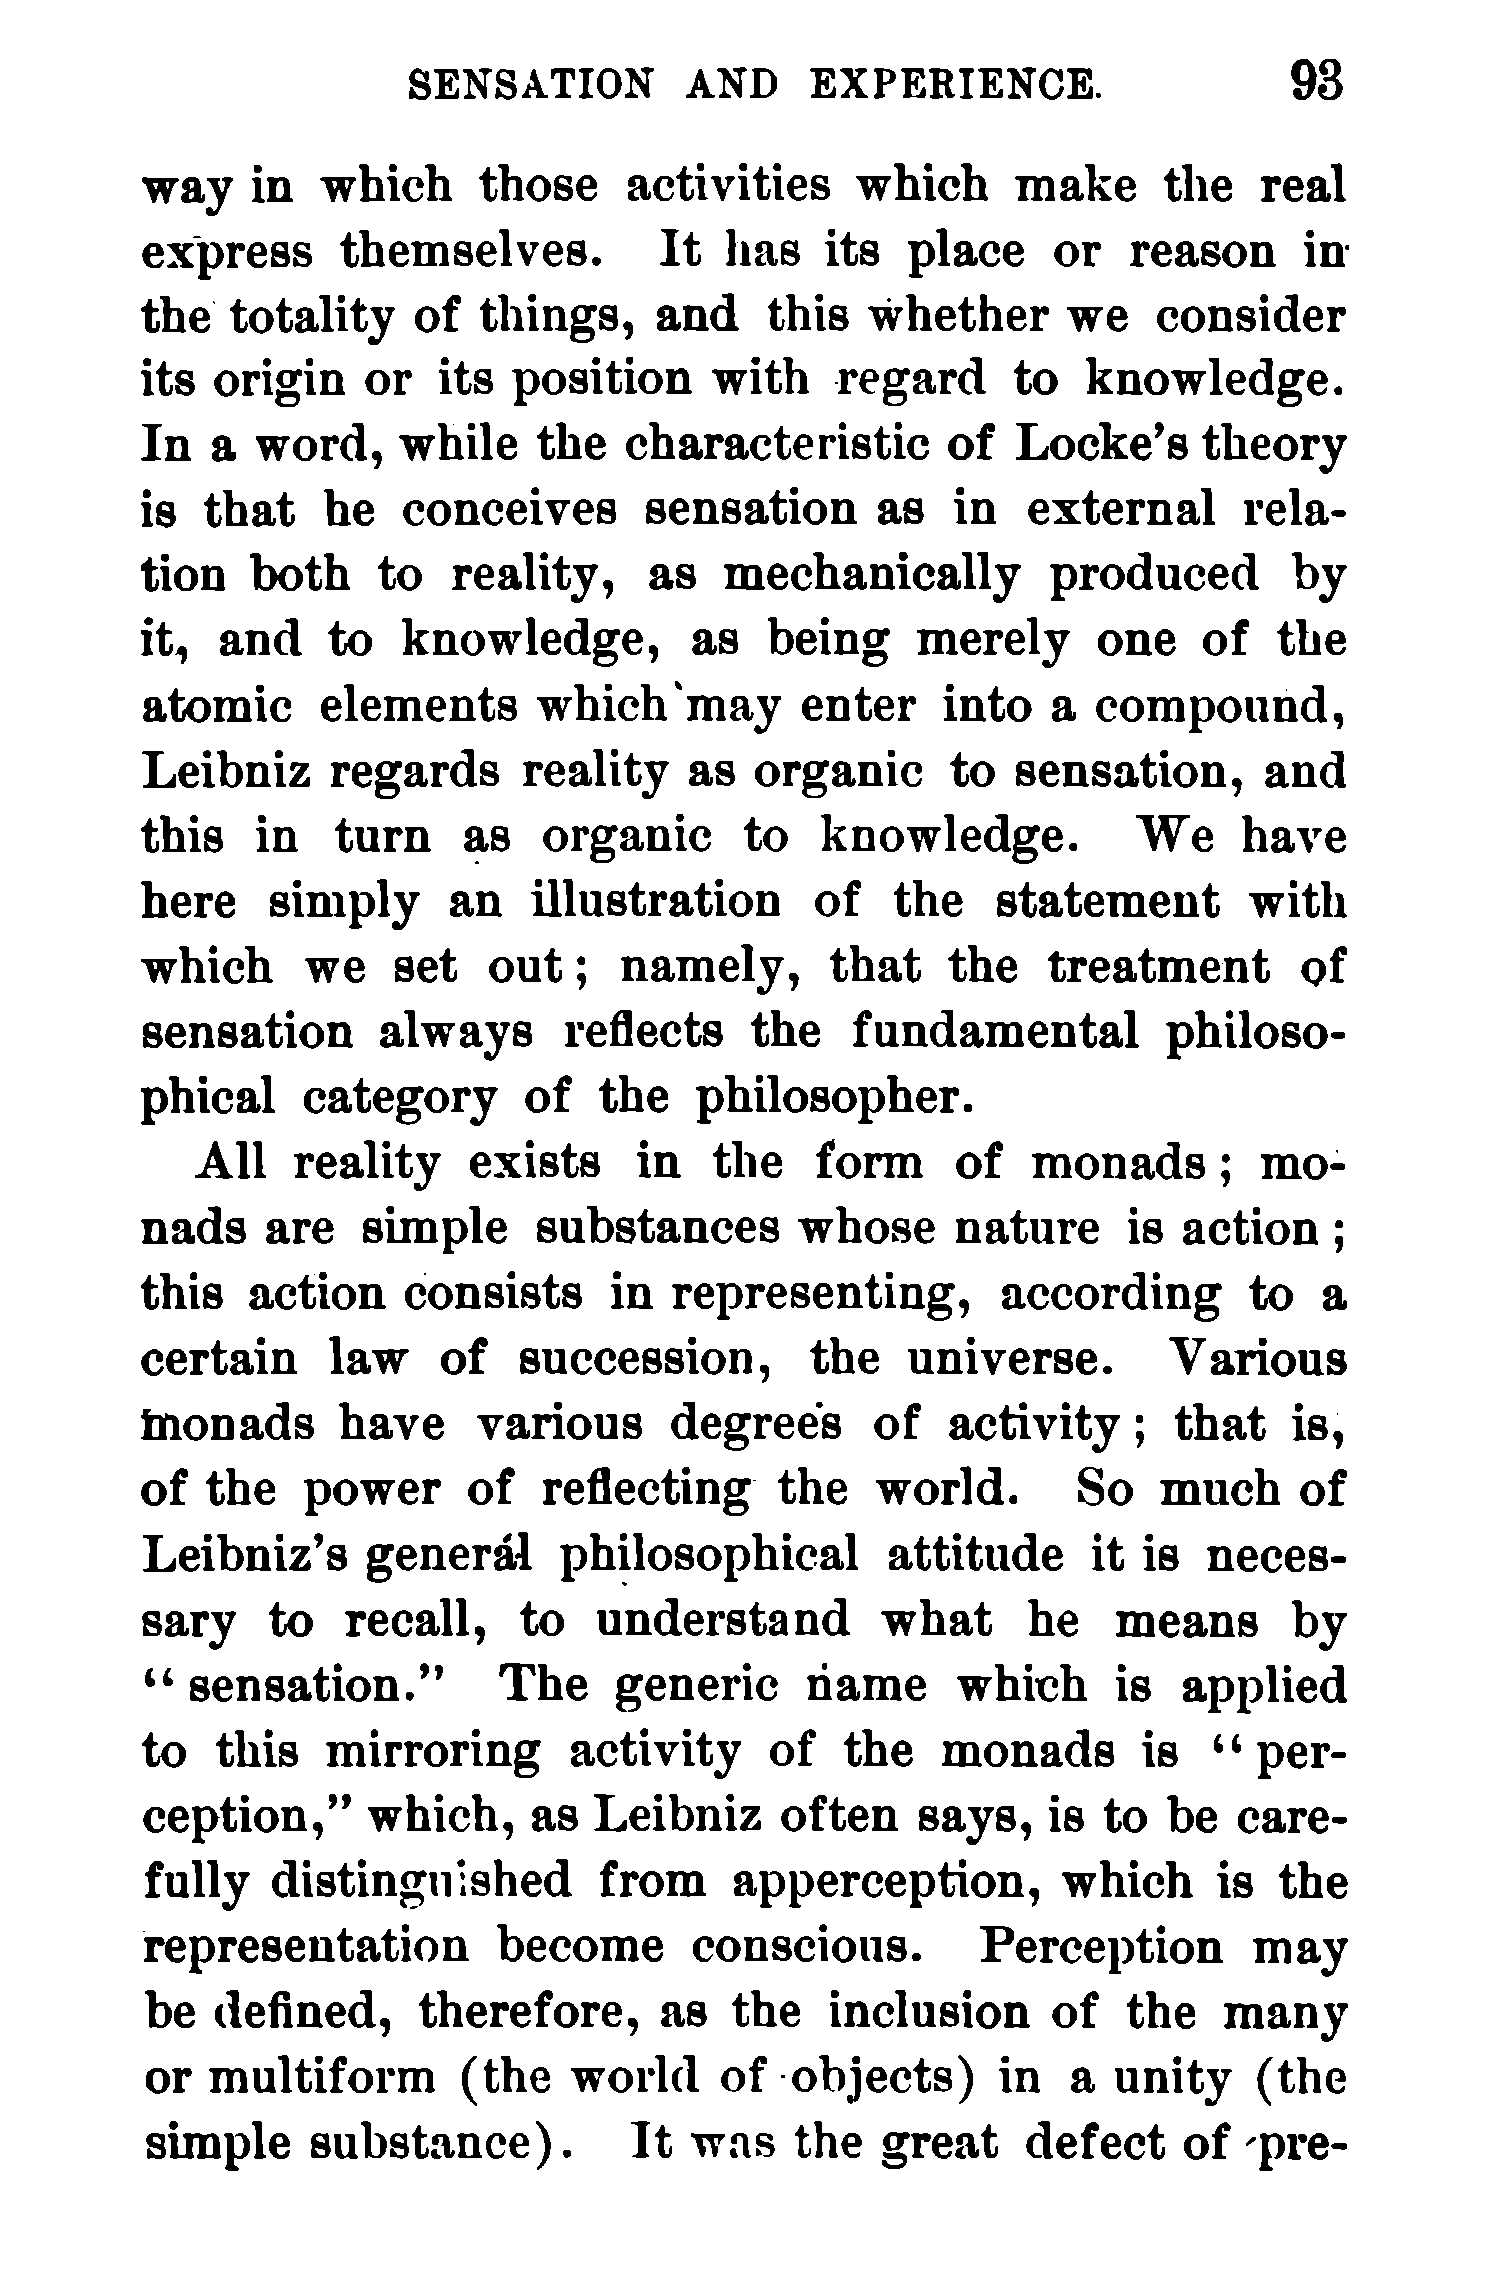 SENSATION AND EXPERIENCE. 93
way in which those activities which make the real
express themselves. It has its place or reason in
the totality of things, and this whether we consider
its origin or its position with regard to knowledge.
In a word, while the characteristic of Locke's theory
is that he conceives sensation as in external rela-
tion both to reality, as mechanically produced by
it, and to knowledge, as being merely one of the
atomic elements which may enter into a compound,
Leibniz regards reality as organic to sensation, and
this in turn as organic to knowledge. We have
here simply an illustration of the statement with
which we set out; namely, that the treatment of
sensation always reflects the fundamental philoso-
phical category of the philosopher.
All reality exists in the form of monads; mo-
nads are simple substances whose nature is action;
this action consists in representing, according to a
certain law of succession, the universe. Various
monads have various degrees of activity; that is,
of the power of reflecting the world. So much of
Leibniz's general philosophical attitude it is neces-
sary to recall, to understand what he means by
"sensation." The generic name which is applied
to this mirroring activity of the monads is "per-
ception," which, as Leibniz often says, is to be care-
fully distinguished from apperception, which is the
representation become conscious. Perception may
be defined, therefore, as the inclusion of the many
or multiform (the world of objects) in a unity (the
simple substance). It was the great defect of pre-